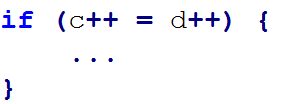 if (c++ = d++) {
...
}